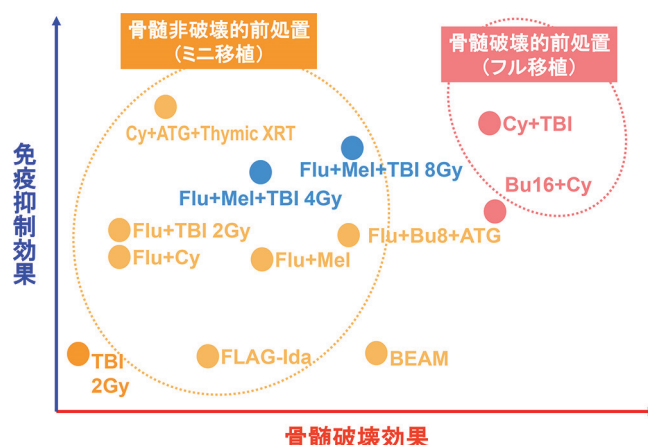 骨髄非破壊的前処置
（ミニ移植）
骨髄破壊的前処置
（フル移植）
免疫抑制効果
Cy+ATG+Thymic XRT
Cy+TBI
Flu+Mel+TBI 8Gy
Flu+Mel+TBI 4Gy
Bu16+Cy
Flu+TBI 2Gy
Flu+Bu8+ATG
Flu+Cy
Flu+Mel
TBI
2Gy
FLAG-Ida
BEAM
骨髄破壊効果